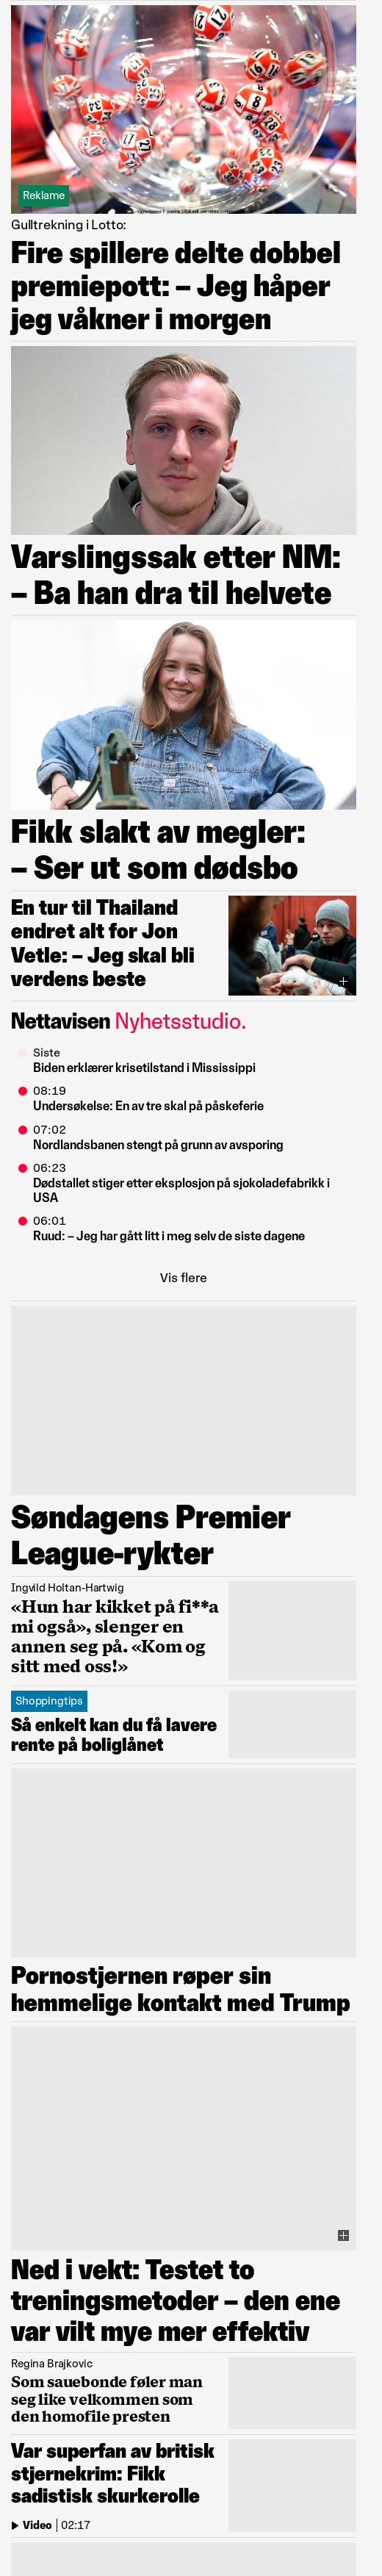 Reklame
Gulltrekning i Lotto:
Fire spillere delte dobbel
premiepott: – Jeg håper
jeg våkner i morgen
Varslingssak etter NM:
– Ba han dra til helvete
Fikk slakt av megler:
– Ser ut som dødsbo
En tur til Thailand
endret alt for Jon
Vetle: – Jeg skal bli
verdens beste
Nettavisen Nyhetsstudio.
Siste
Biden erklærer krisetilstand i Mississippi
08:19
Undersøkelse: En av tre skal på påskeferie
07:02
Nordlandsbanen stengt på grunn av avsporing
06:23
Dødstallet stiger etter eksplosjon på sjokoladefabrikk i
USA
06:01
Ruud: – Jeg har gått litt i meg selv de siste dagene
Vis flere
Søndagens Premier
League-rykter
Ingvild Holtan-Hartwig
«Hun har kikket på fi**a
mi også», slenger en
annen seg på. «Kom og
sitt med oss!»
Shoppingtips
Så enkelt kan du få lavere
rente på boliglånet
Pornostjernen røper sin
hemmelige kontakt med Trump
Ned i vekt: Testet to
treningsmetoder – den ene
var vilt mye mer effektiv
Regina Brajkovic
Som sauebonde føler man
seg like velkommen som
den homofile presten
Var superfan av britisk
stjernekrim: Fikk
sadistisk skurkerolle
Video | 02:17